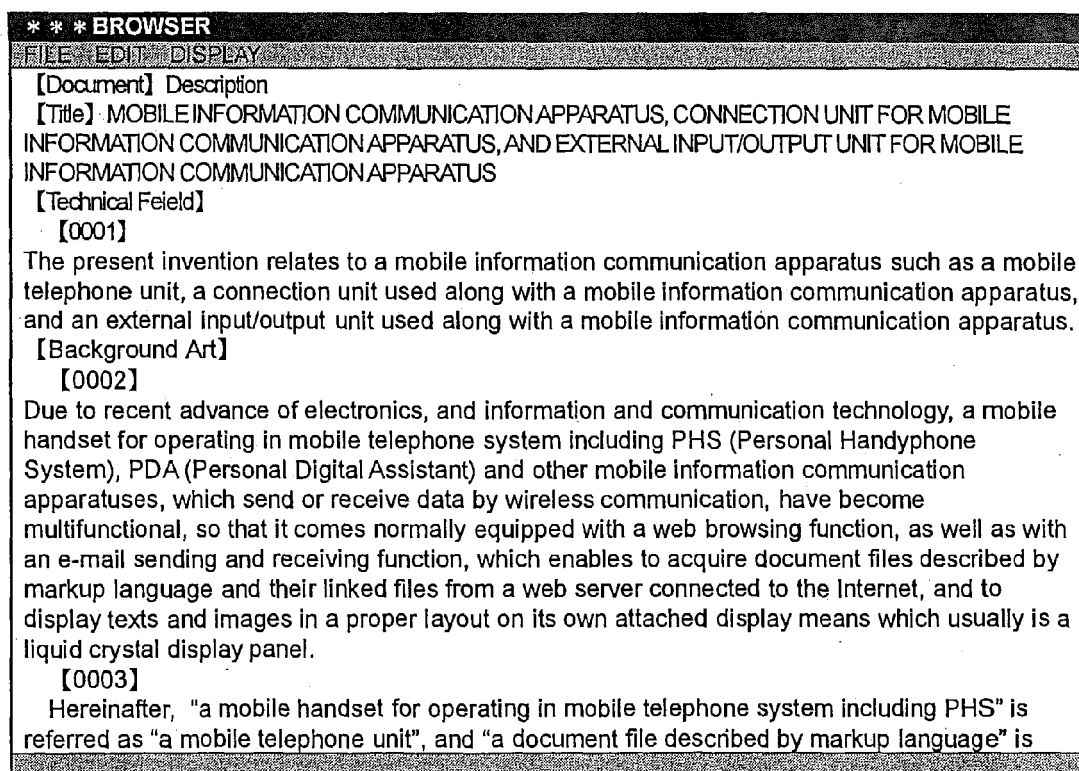 * * * BROWSER
FILE EDIT DISPLAY
【Document】 Description
【Title】 MOBILE INFORMATION COMMUNICATION APPARATUS, CONNECTION UNIT FOR MOBILE
INFORMATION COMMUNICATION APPARATUS, AND EXTERNAL INPUT/OUTPUT UNIT FOR MOBILE
INFORMATION COMMUNICATION APPARATUS
【Technical Feield】
【0001】
The present invention relates to a mobile information communication apparatus such as a mobile
telephone unit, a connection unit used along with a mobile information communication apparatus,
and an external input/output unit used along with a mobile information communication apparatus.
【Background Art】
【0002】
Due to recent advance of electronics, and information and communication technology, a mobile
handset for operating in mobile telephone system including PHS (Personal Handyphone
System), PDA (Personal Digital Assistant) and other mobile information communication
apparatuses, which send or receive data by wireless communication, have become
multifunctional, so that it comes normally equipped with a web browsing function, as well as with
an e-mail sending and receiving function, which enables to acquire document files described by
markup language and their linked files from a web server connected to the Internet, and to
display texts and images in a proper layout on its own attached display means which usually is a
liquid crystal display panel.
【0003】
Hereinafter, "a mobile handset for operating in mobile telephone system including PHS" is
referred as "a mobile telephone unit", and "a document file described by markup language" is